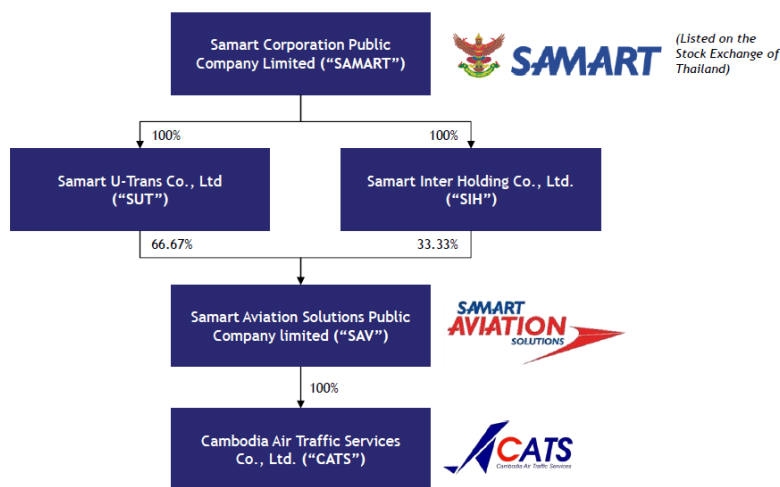 Samart Corporation Public
Company Limited (“SAMART”)
SAMART
(Listed on the
Stock Exchange of
Thailand)
100%
100%
Samart U-Trans Co., Ltd
(“SUT”)
Samart Inter Holding Co., Ltd.
(“SIH”)
66.67%
33.33%
Samart Aviation Solutions Public
Company limited (“SAV”)
SAMART
AVIATION
SOLUTIONS
100%
Cambodia Air Traffic Services
Co., Ltd. (“CATS”)
CATS
Cambodia Air Traffic Services